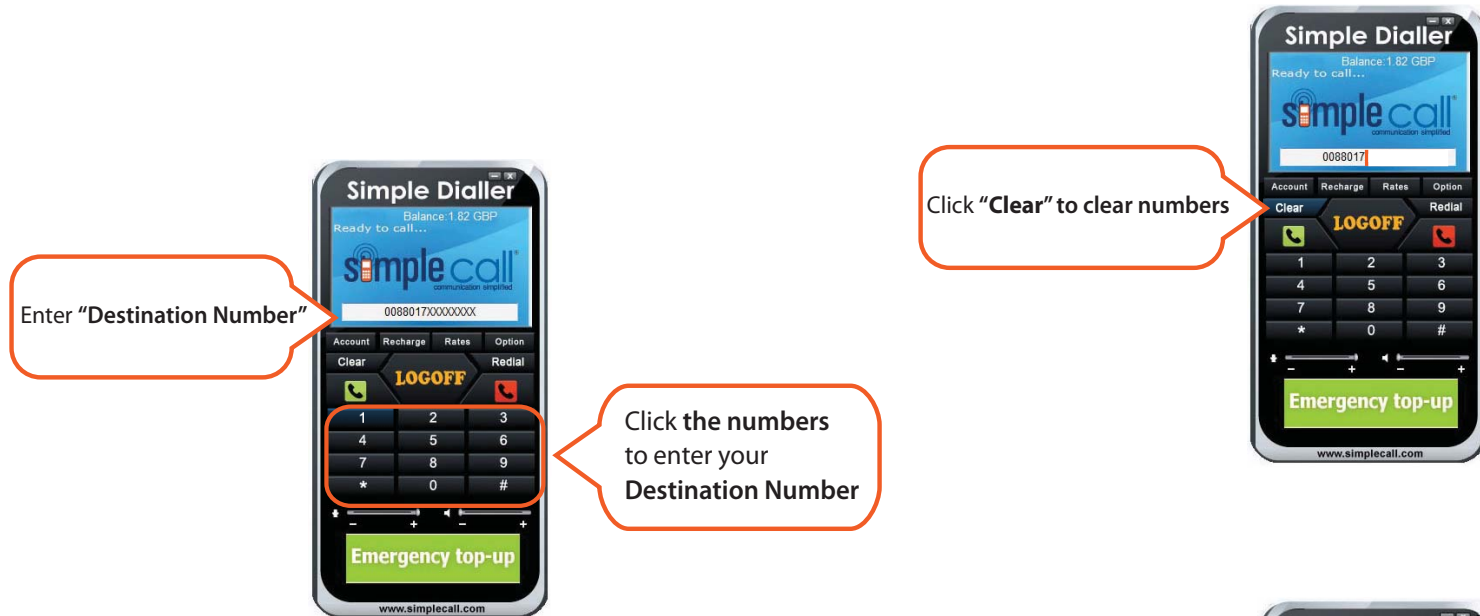 Enter “Destination Number”
Simple Dialler
Balance:1.82 GBP
Ready to call...
simple call
communication simplified
0088017XXXXXXX
Account Recharge Rates Option
Clear LOGOFF Redial
1 2 3
4 5 6
7 8 9
* 0 #
– + – +
Emergency top-up
www.simplecall.com
Click the numbers
to enter your
Destination Number
Click “Clear” to clear numbers
Simple Dialler
Balance:1.82 GBP
Ready to call...
simple call
communication simplified
0088017
Account Recharge Rates Option
Clear LOGOFF Redial
1 2 3
4 5 6
7 8 9
* 0 #
– + – +
Emergency top-up
www.simplecall.com